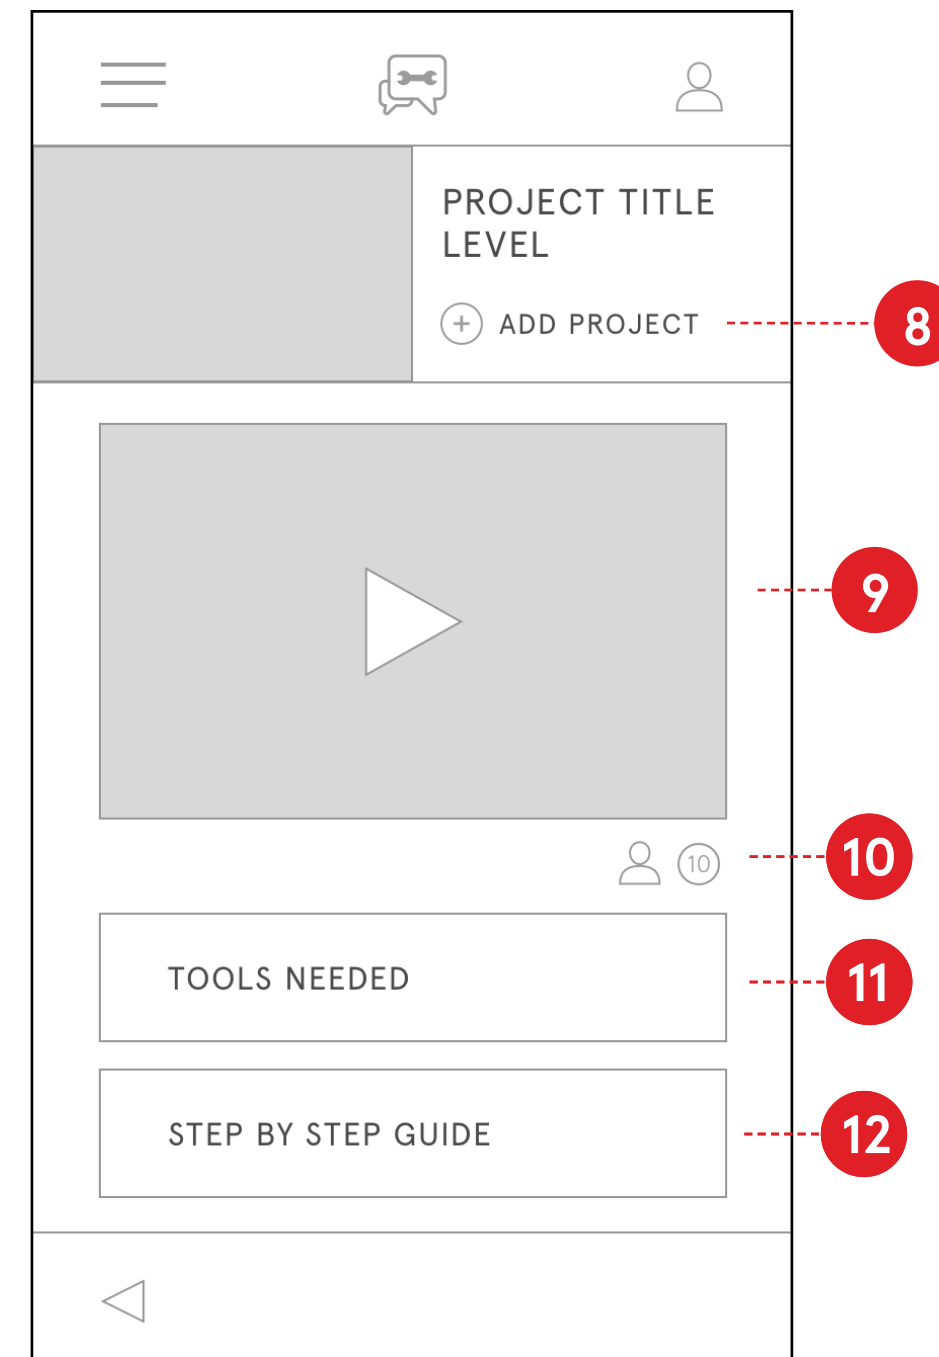 PROJECT TITLE
LEVEL
+ ADD PROJECT
8
9
10
10
TOOLS NEEDED
11
STEP BY STEP GUIDE
12